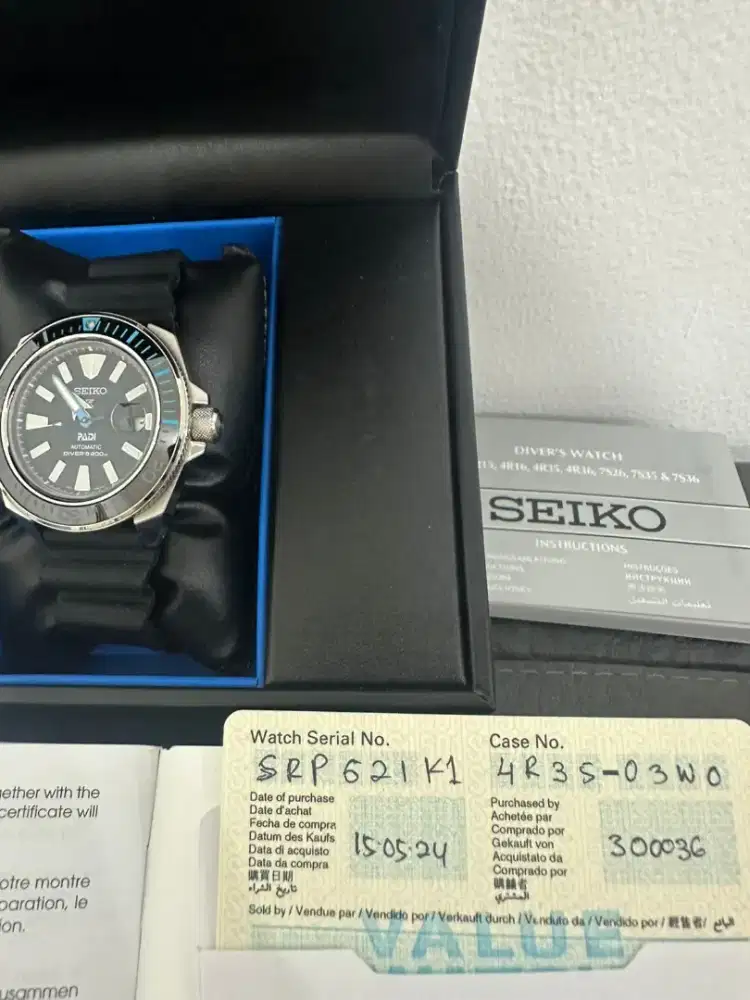 SEIKO
PADI
AUTOMATIC
DIVER'S 200m
DIVER'S WATCH
4R16, 4R35, 4R36, 7S26, 7S35 & 7S36
SEIKO
INSTRUCTIONS
INSTRUÇÕES
ИНСТРУКЦИИ
Watch Serial No.
SRP621K1
Case No.
4R35-03W0
Date of purchase
Date d'achat
Fecha de compra
Datum des Kaufs
Data di acquisto
Data da compra
購買日期
تاريخ الشراء
15.05.24
Purchased by
Achetée par
Comprado por
Gekauft von
Acquistato da
Comprado por
購錶者
المشتري
300036
Sold by / Vendue par / Vendido por / Verkauft durch / Venduto da / Vendido por / 經售者/ البائع
VALUE
ether with the
certificate will
otre montre
paration, le
ion.
usammen